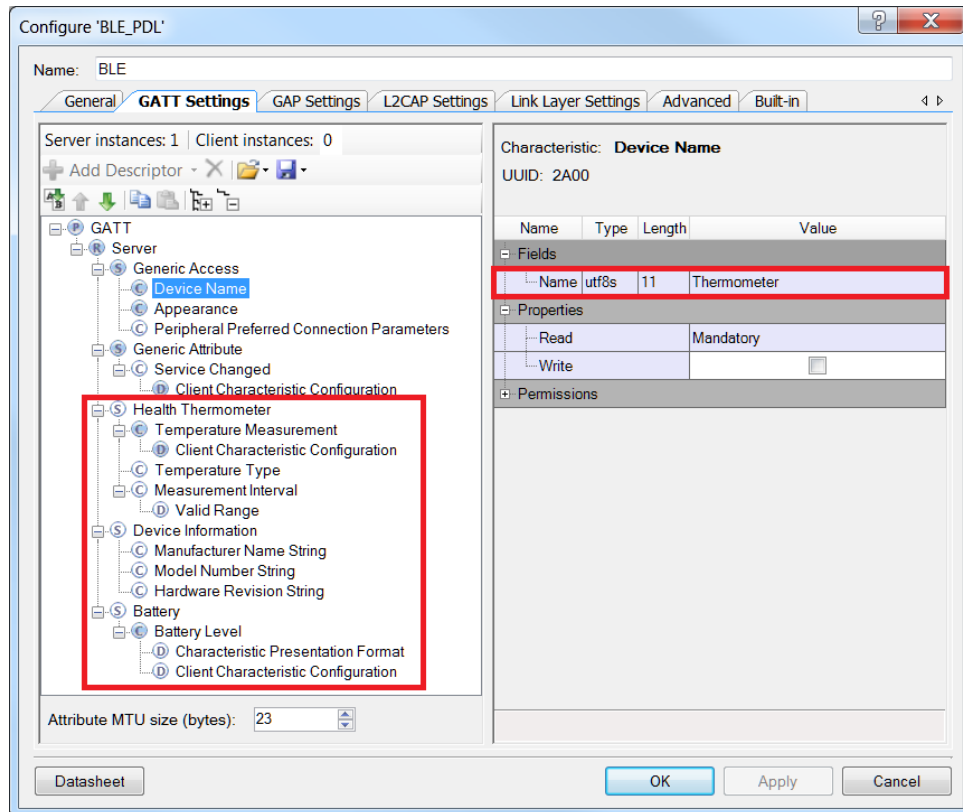 Configure 'BLE_PDL'
Name: BLE
General GATT Settings GAP Settings L2CAP Settings Link Layer Settings Advanced Built-in
Server instances: 1 Client instances: 0
Add Descriptor
GATT
Server
Generic Access
Device Name
Appearance
Peripheral Preferred Connection Parameters
Generic Attribute
Service Changed
Client Characteristic Configuration
Health Thermometer
Temperature Measurement
Client Characteristic Configuration
Temperature Type
Measurement Interval
Valid Range
Device Information
Manufacturer Name String
Model Number String
Hardware Revision String
Battery
Battery Level
Characteristic Presentation Format
Client Characteristic Configuration
Attribute MTU size (bytes): 23
Characteristic: Device Name
UUID: 2A00
Name Type Length Value
Fields
Name utf8s 11 Thermometer
Properties
Read Mandatory
Write
Permissions
Datasheet OK Apply Cancel